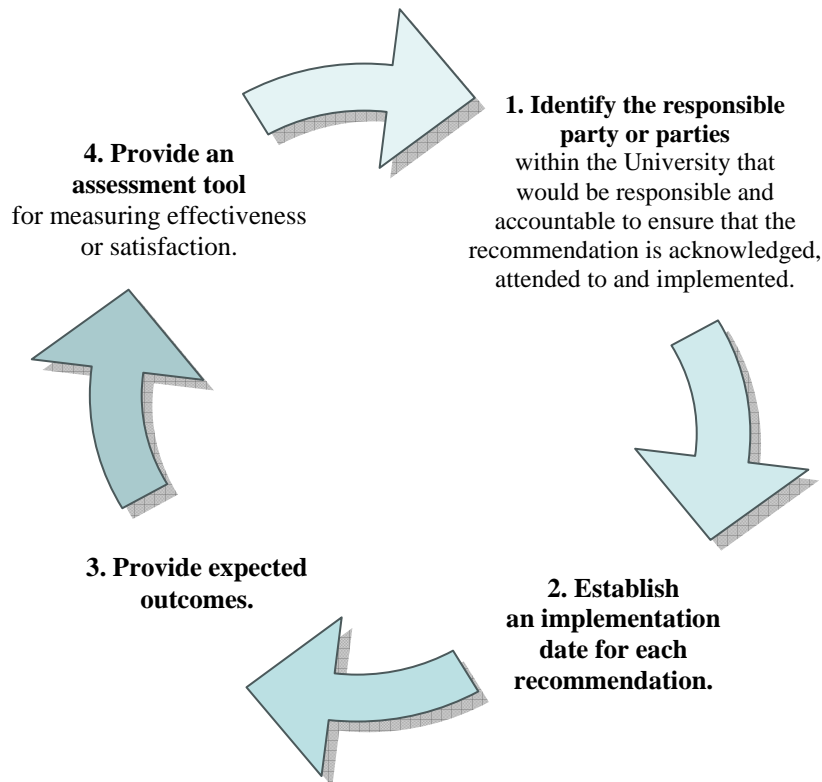 1. Identify the responsible
party or parties
within the University that
would be responsible and
accountable to ensure that the
recommendation is acknowledged,
attended to and implemented.
2. Establish
an implementation
date for each
recommendation.
3. Provide expected
outcomes.
4. Provide an
assessment tool
for measuring effectiveness
or satisfaction.